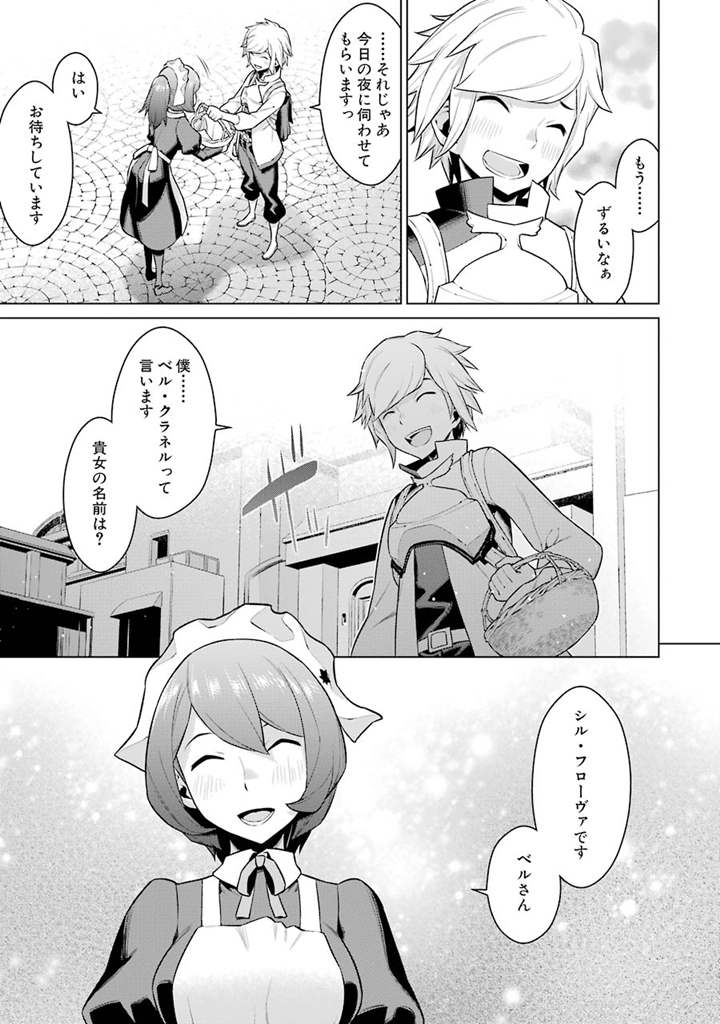 もう……
ずるいなぁ
……それじゃあ
今日の夜に伺わせて
もらいますっ
はい
お待ちしています
僕……
ベル・クラネルって
言います
貴女の名前は？
シル・フローヴァです
ベルさん